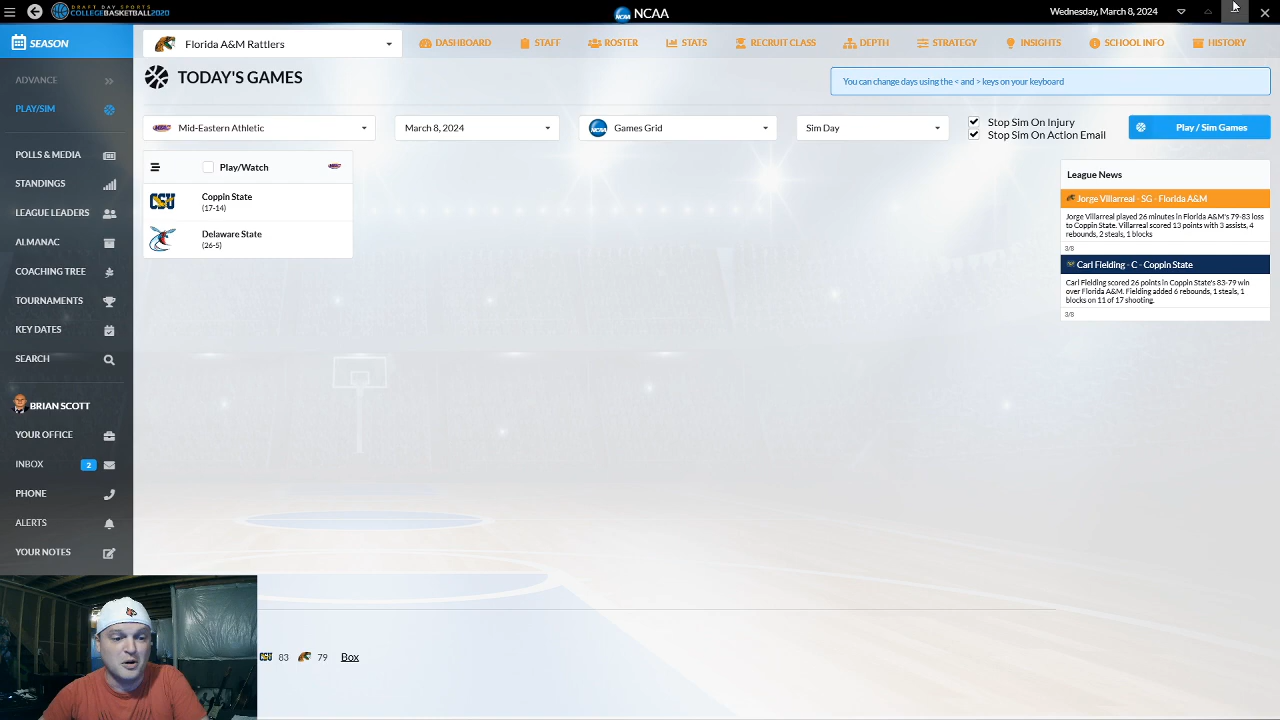 DRAFT DAY SPORTS
COLLEGE BASKETBALL 2020
NCAA
Wednesday, March 8, 2024
SEASON
Florida A&M Rattlers
DASHBOARD
STAFF
ROSTER
STATS
RECRUIT CLASS
DEPTH
STRATEGY
INSIGHTS
SCHOOL INFO
HISTORY
ADVANCE
PLAY/SIM
POLLS & MEDIA
STANDINGS
LEAGUE LEADERS
ALMANAC
COACHING TREE
TOURNAMENTS
KEY DATES
SEARCH
BRIAN SCOTT
YOUR OFFICE
INBOX 2
PHONE
ALERTS
YOUR NOTES
TODAY'S GAMES
You can change days using the < and > keys on your keyboard
Mid-Eastern Athletic
March 8, 2024
Games Grid
Sim Day
Stop Sim On Injury
Stop Sim On Action Email
Play / Sim Games
Play/Watch
Coppin State
(17-14)
Delaware State
(26-5)
League News
Jorge Villarreal - SG - Florida A&M
Jorge Villarreal played 26 minutes in Florida A&M's 79-83 loss
to Coppin State. Villarreal scored 13 points with 3 assists, 4
rebounds, 2 steals, 1 blocks
3/8
Carl Fielding - C - Coppin State
Carl Fielding scored 26 points in Coppin State's 83-79 win
over Florida A&M. Fielding added 6 rebounds, 1 steals, 1
blocks on 11 of 17 shooting.
3/8
83 79 Box